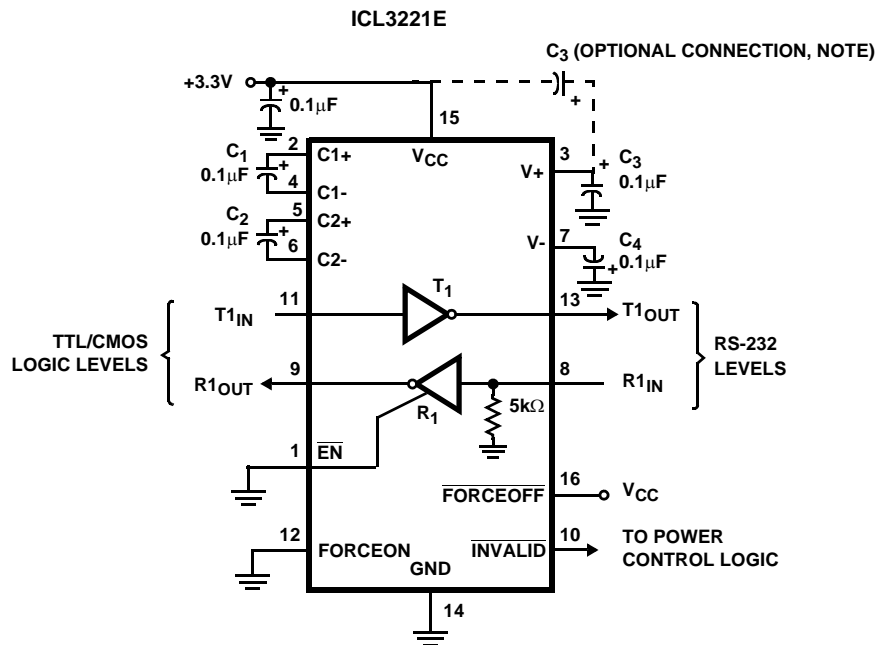 ICL3221E
C3 (OPTIONAL CONNECTION, NOTE)
+3.3V
+
0.1μF
+
15
2
C1
0.1μF
+
C1+
VCC
4
C1-
3
V+
+
C3
0.1μF
5
C2
0.1μF
+
C2+
6
C2-
7
V-
C4
+
0.1μF
T1
11
T1IN
13
T1OUT
TTL/CMOS
LOGIC LEVELS
RS-232
LEVELS
9
R1OUT
8
R1IN
R1
5kΩ
1
EN
16
FORCEOFF
VCC
12
FORCEON
10
INVALID
TO POWER
CONTROL LOGIC
GND
14